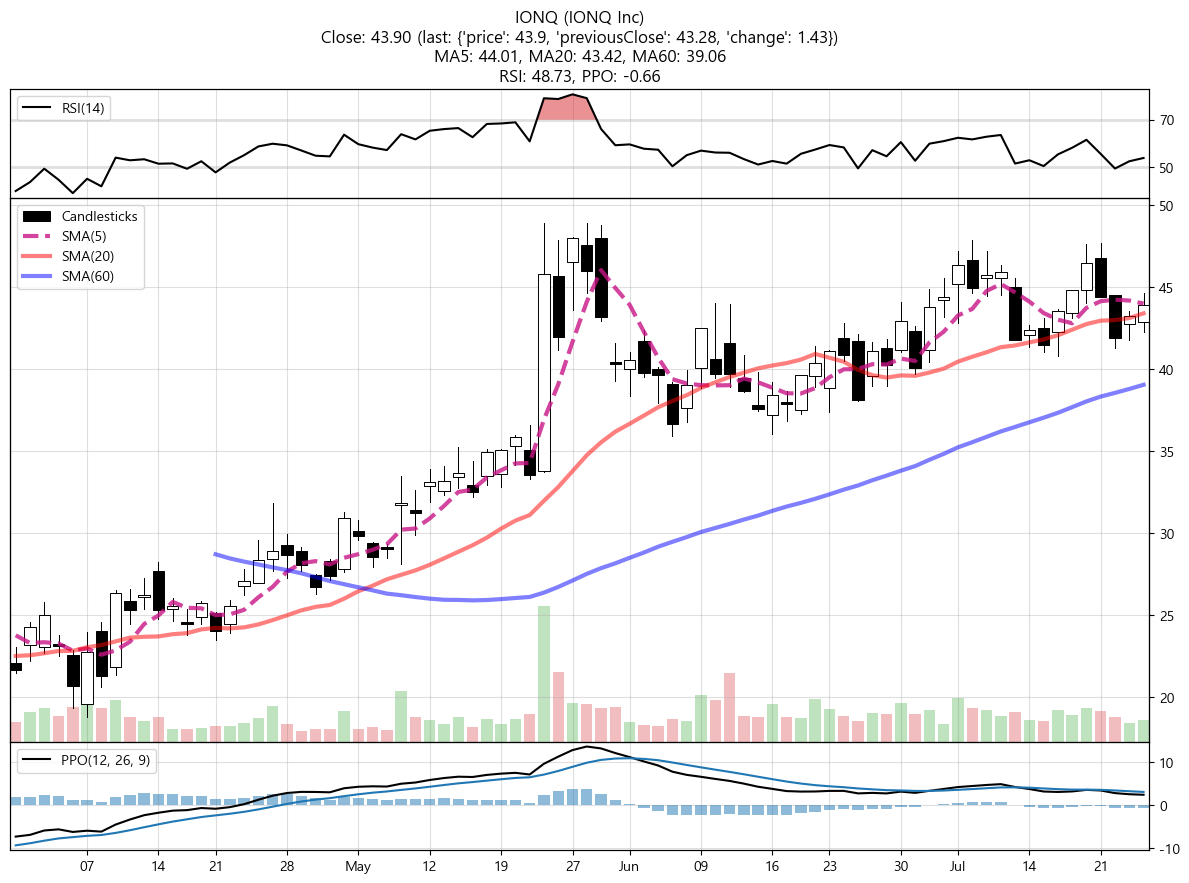 IONQ (IONQ Inc)
Close: 43.90 (last: {'price': 43.9, 'previousClose': 43.28, 'change': 1.43})
MA5: 44.01, MA20: 43.42, MA60: 39.06
RSI: 48.73, PPO: -0.66
RSI(14)
70
50
Candlesticks
SMA(5)
SMA(20)
SMA(60)
50
45
40
35
30
25
20
PPO(12, 26, 9)
10
0
-10
07 14 21 28 May 12 19 27 Jun 09 16 23 30 Jul 14 21